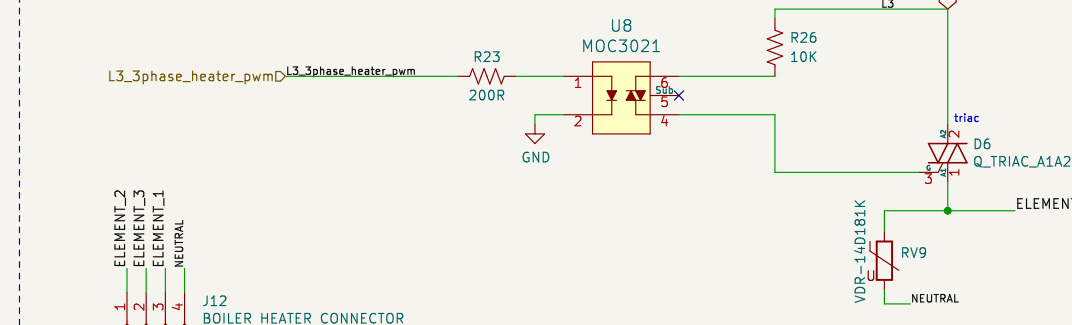 L3
U8
MOC3021
R26
10K
R23
200R
L3_3phase_heater_pwm
L3_3phase_heater_pwm
1
6
Sub
5
2
4
GND
triac
A2
2
D6
Q_TRIAC_A1A2
G
3
A1
1
ELEMENT_2
ELEMENT_3
ELEMENT_1
NEUTRAL
VDR-14D181K
ELEMENT
RV9
U
NEUTRAL
1
2
3
4
J12
BOILER HEATER CONNECTOR